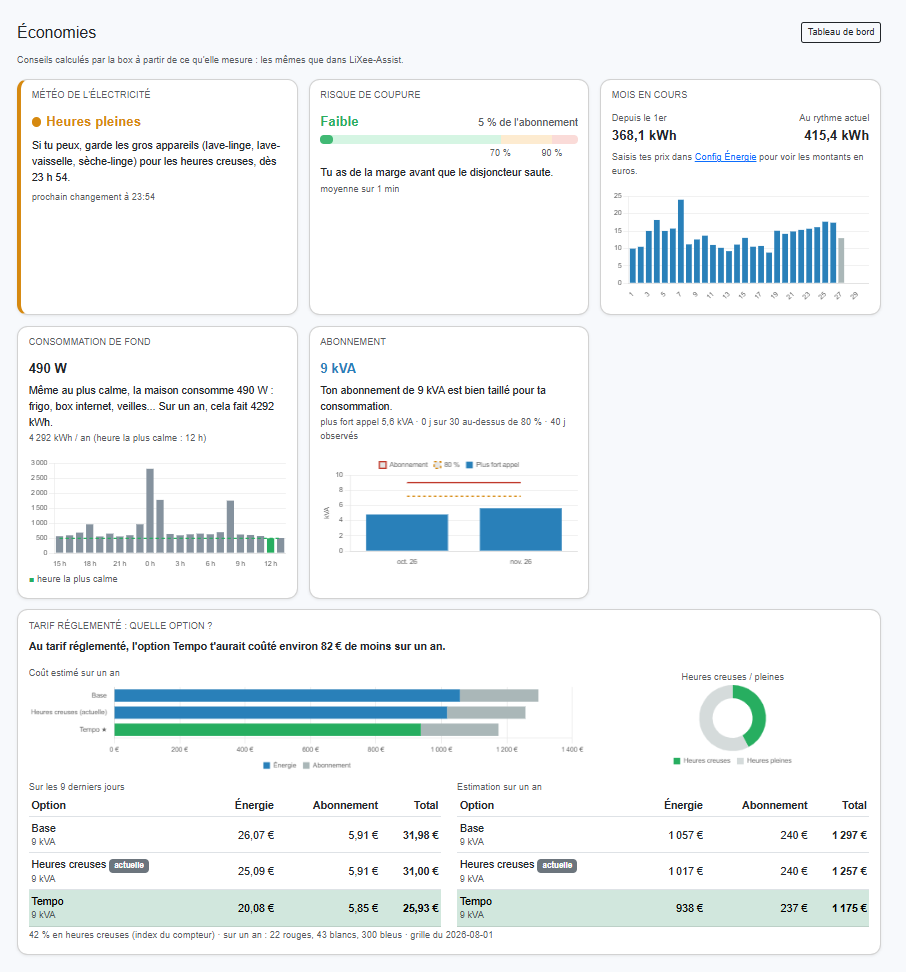 Économies
Tableau de bord
Conseils calculés par la box à partir de ce qu'elle mesure : les mêmes que dans LiXee-Assist.
MÉTÉO DE L'ÉLECTRICITÉ
Heures pleines
Si tu peux, garde les gros appareils (lave-linge, lave-
vaisselle, sèche-linge) pour les heures creuses, dès
23 h 54.
prochain changement à 23:54
RISQUE DE COUPURE
Faible
5 % de l'abonnement
70 % 90 %
Tu as de la marge avant que le disjoncteur saute.
moyenne sur 1 min
MOIS EN COURS
Depuis le 1er Au rythme actuel
368,1 kWh 415,4 kWh
Saisis tes prix dans Config Énergie pour voir les montants en
euros.
25
20
15
10
5
0
1 3 5 7 9 11 13 15 17 19 21 23 25 27 29
CONSOMMATION DE FOND
490 W
Même au plus calme, la maison consomme 490 W :
frigo, box internet, veilles... Sur un an, cela fait 4292
kWh.
4 292 kWh / an (heure la plus calme : 12 h)
3 000
2 500
2 000
1 500
1 000
500
0
15 h 18 h 21 h 0 h 3 h 6 h 9 h 12 h
heure la plus calme
ABONNEMENT
9 kVA
Ton abonnement de 9 kVA est bien taillé pour ta
consommation.
plus fort appel 5,6 kVA · 0 j sur 30 au-dessus de 80 % · 40 j
observés
Abonnement 80 % Plus fort appel
kVA
10
8
6
4
2
0
oct. 26 nov. 26
TARIF RÉGLEMENTÉ : QUELLE OPTION ?
Au tarif réglementé, l'option Tempo t'aurait coûté environ 82 € de moins sur un an.
Coût estimé sur un an
Base
Heures creuses (actuelle)
Tempo ★
0 € 200 € 400 € 600 € 800 € 1 000 € 1 200 € 1 400 €
Énergie Abonnement
Heures creuses / pleines
Heures creuses Heures pleines
Sur les 9 derniers jours
Option Énergie Abonnement Total
Base
9 kVA
26,07 € 5,91 € 31,98 €
Heures creuses actuelle
9 kVA
25,09 € 5,91 € 31,00 €
Tempo
9 kVA
20,08 € 5,85 € 25,93 €
Estimation sur un an
Option Énergie Abonnement Total
Base
9 kVA
1 057 € 240 € 1 297 €
Heures creuses actuelle
9 kVA
1 017 € 240 € 1 257 €
Tempo
9 kVA
938 € 237 € 1 175 €
42 % en heures creuses (index du compteur) · sur un an : 22 rouges, 43 blancs, 300 bleus · grille du 2026-08-01